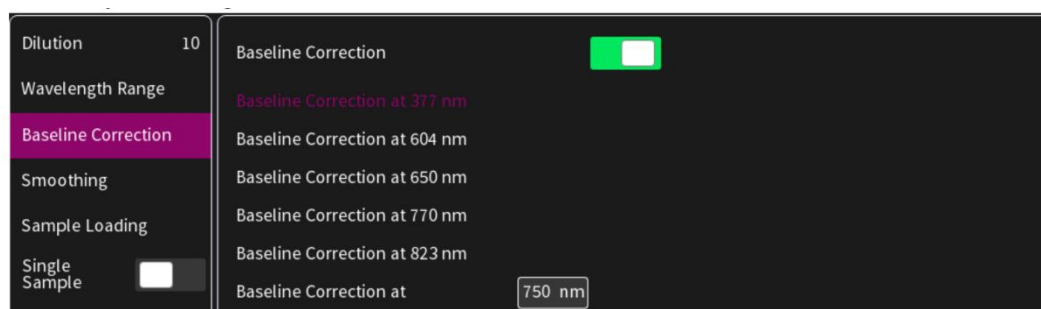 Dilution 10
Wavelength Range
Baseline Correction
Smoothing
Sample Loading
Single
Sample
Baseline Correction
Baseline Correction at 377 nm
Baseline Correction at 604 nm
Baseline Correction at 650 nm
Baseline Correction at 770 nm
Baseline Correction at 823 nm
Baseline Correction at 750 nm